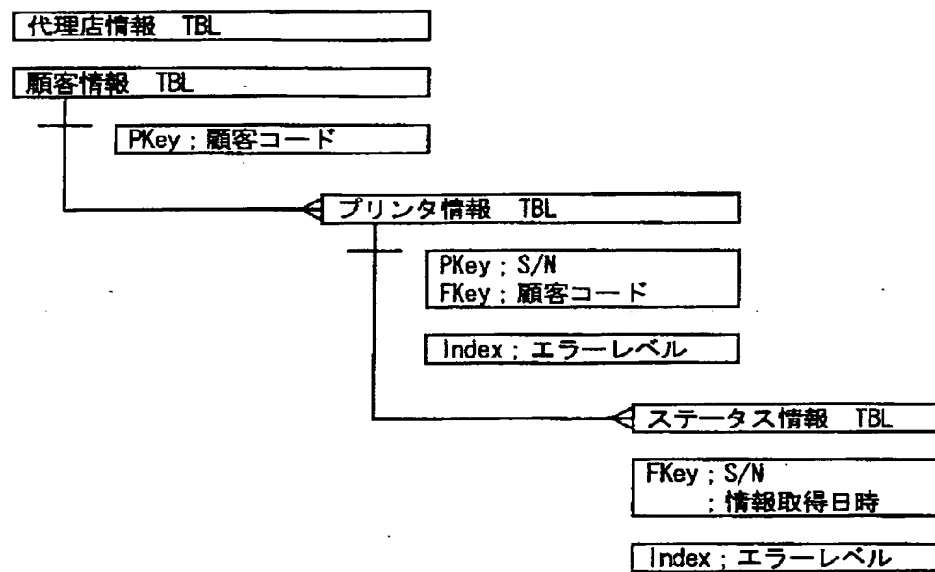 代理店情報　TBL
顧客情報　TBL
PKey；顧客コード
プリンタ情報　TBL
PKey；S/N
FKey；顧客コード
Index；エラーレベル
ステータス情報　TBL
FKey；S/N
；情報取得日時
Index；エラーレベル